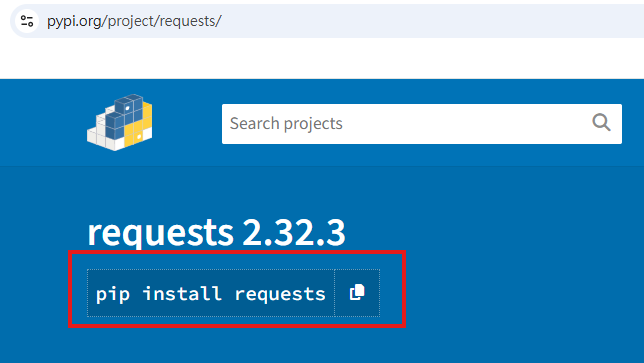 pypi.org/project/requests/
Search projects
requests 2.32.3
pip install requests